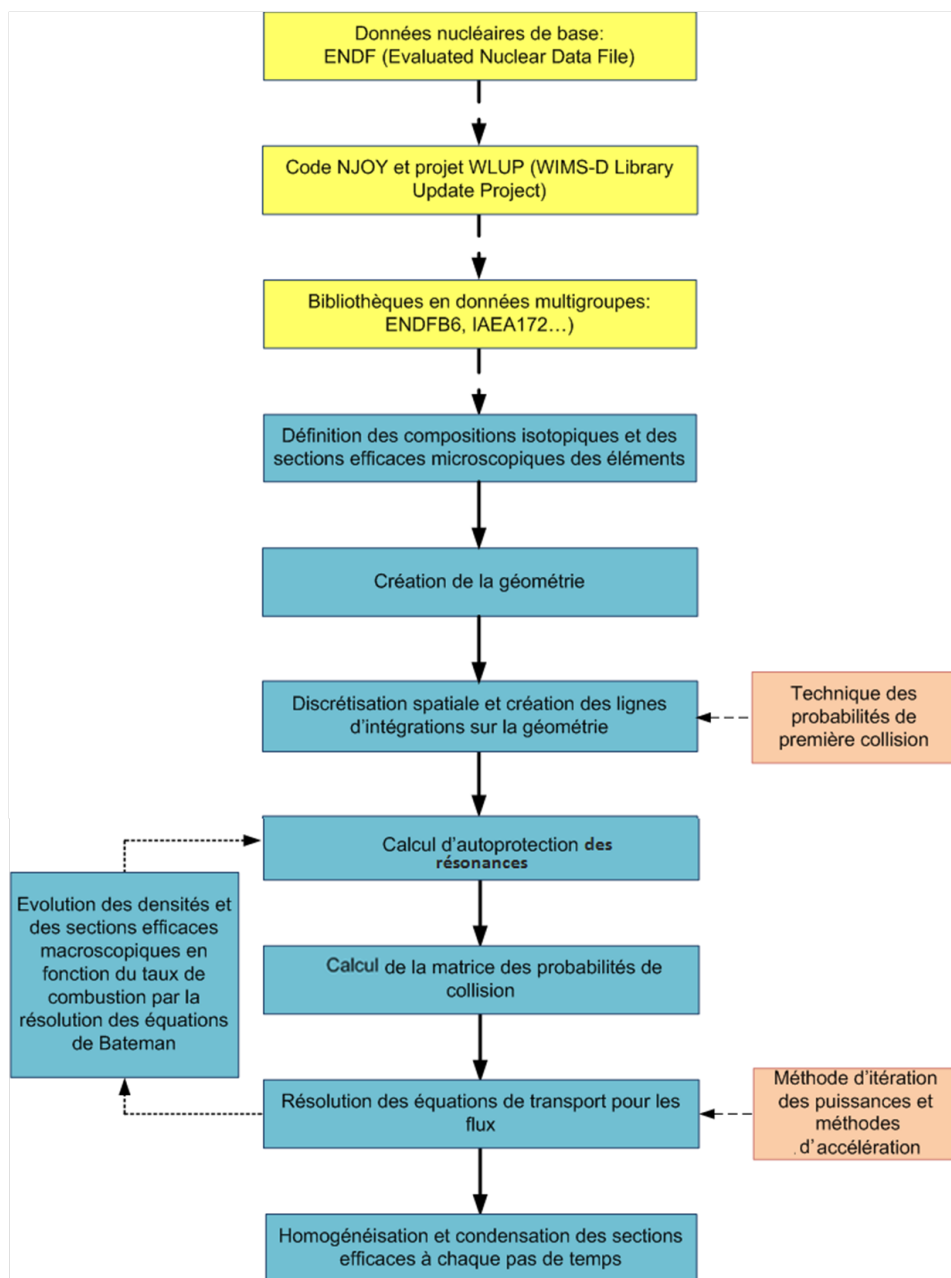 Données nucléaires de base:
ENDF (Evaluated Nuclear Data File)
Code NJOY et projet WLUP (WIMS-D Library
Update Project)
Bibliothèques en données multigroupes:
ENDFB6, IAEA172…)
Définition des compositions isotopiques et des
sections efficaces microscopiques des éléments
Création de la géométrie
Discrétisation spatiale et création des lignes
d’intégrations sur la géométrie
Technique des
probabilités de
première collision
Calcul d’autoprotection des
résonances
Evolution des densités et
des sections efficaces
macroscopiques en
fonction du taux de
combustion par la
résolution des équations
de Bateman
Calcul de la matrice des probabilités de
collision
Résolution des équations de transport pour les
flux
Méthode d’itération
des puissances et
méthodes
d’accélération
Homogénéisation et condensation des sections
efficaces à chaque pas de temps